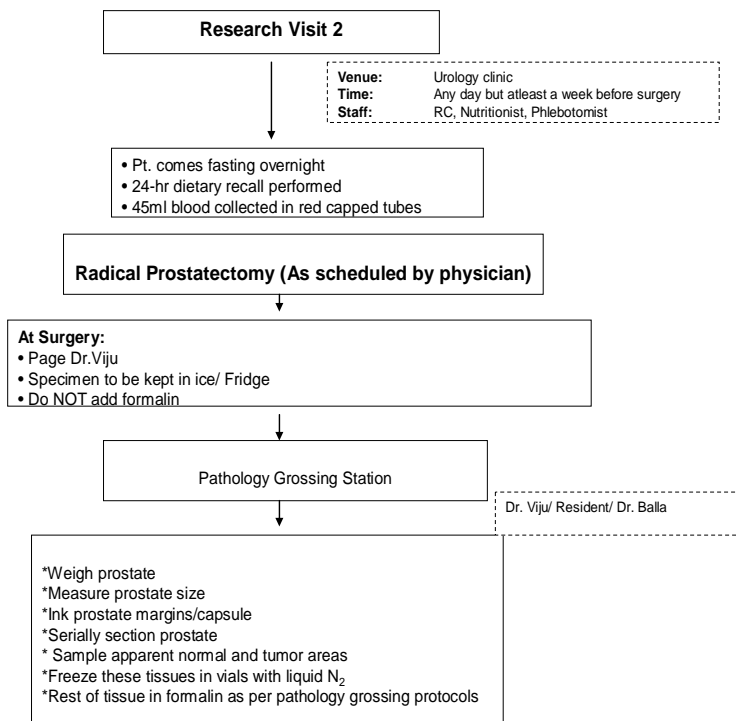 Research Visit 2
Venue: Urology clinic
Time: Any day but atleast a week before surgery
Staff: RC, Nutritionist, Phlebotomist
• Pt. comes fasting overnight
• 24-hr dietary recall performed
• 45ml blood collected in red capped tubes
Radical Prostatectomy (As scheduled by physician)
At Surgery:
• Page Dr.Viju
• Specimen to be kept in ice/ Fridge
• Do NOT add formalin
Pathology Grossing Station
Dr. Viju/ Resident/ Dr. Balla
*Weigh prostate
*Measure prostate size
*Ink prostate margins/capsule
*Serially section prostate
* Sample apparent normal and tumor areas
*Freeze these tissues in vials with liquid N₂
*Rest of tissue in formalin as per pathology grossing protocols